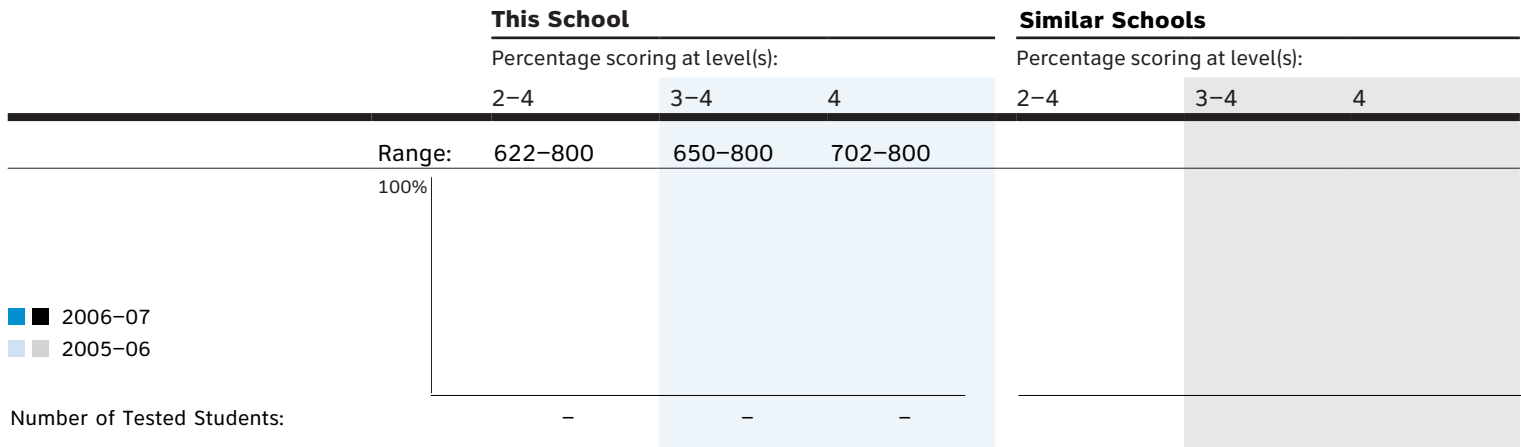 This School Similar Schools
Percentage scoring at level(s): Percentage scoring at level(s):
2–4 3–4 4 2–4 3–4 4
Range: 622–800 650–800 702–800
100%
2006–07
2005–06
Number of Tested Students: – – –